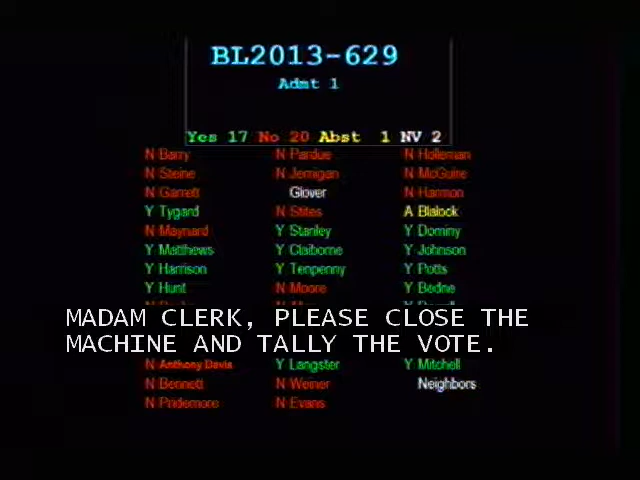 BL2013-629
Admt 1
Yes 17 No 20 Abst 1 NV 2
N Barry N Pardue N Holleman
N Steine N Jernigan N McGuire
N Garrett Glover N Harmon
Y Tygard N Stites A Blalock
N Maynard Y Stanley Y Dominy
Y Matthews Y Claiborne Y Johnson
Y Harrison Y Tenpenny Y Potts
Y Hunt N Moore Y Bedne
MADAM CLERK, PLEASE CLOSE THE
MACHINE AND TALLY THE VOTE.
N Anthony Davis Y Langster Y Mitchell
N Bennett N Weiner Neighbors
N Pridemore N Evans